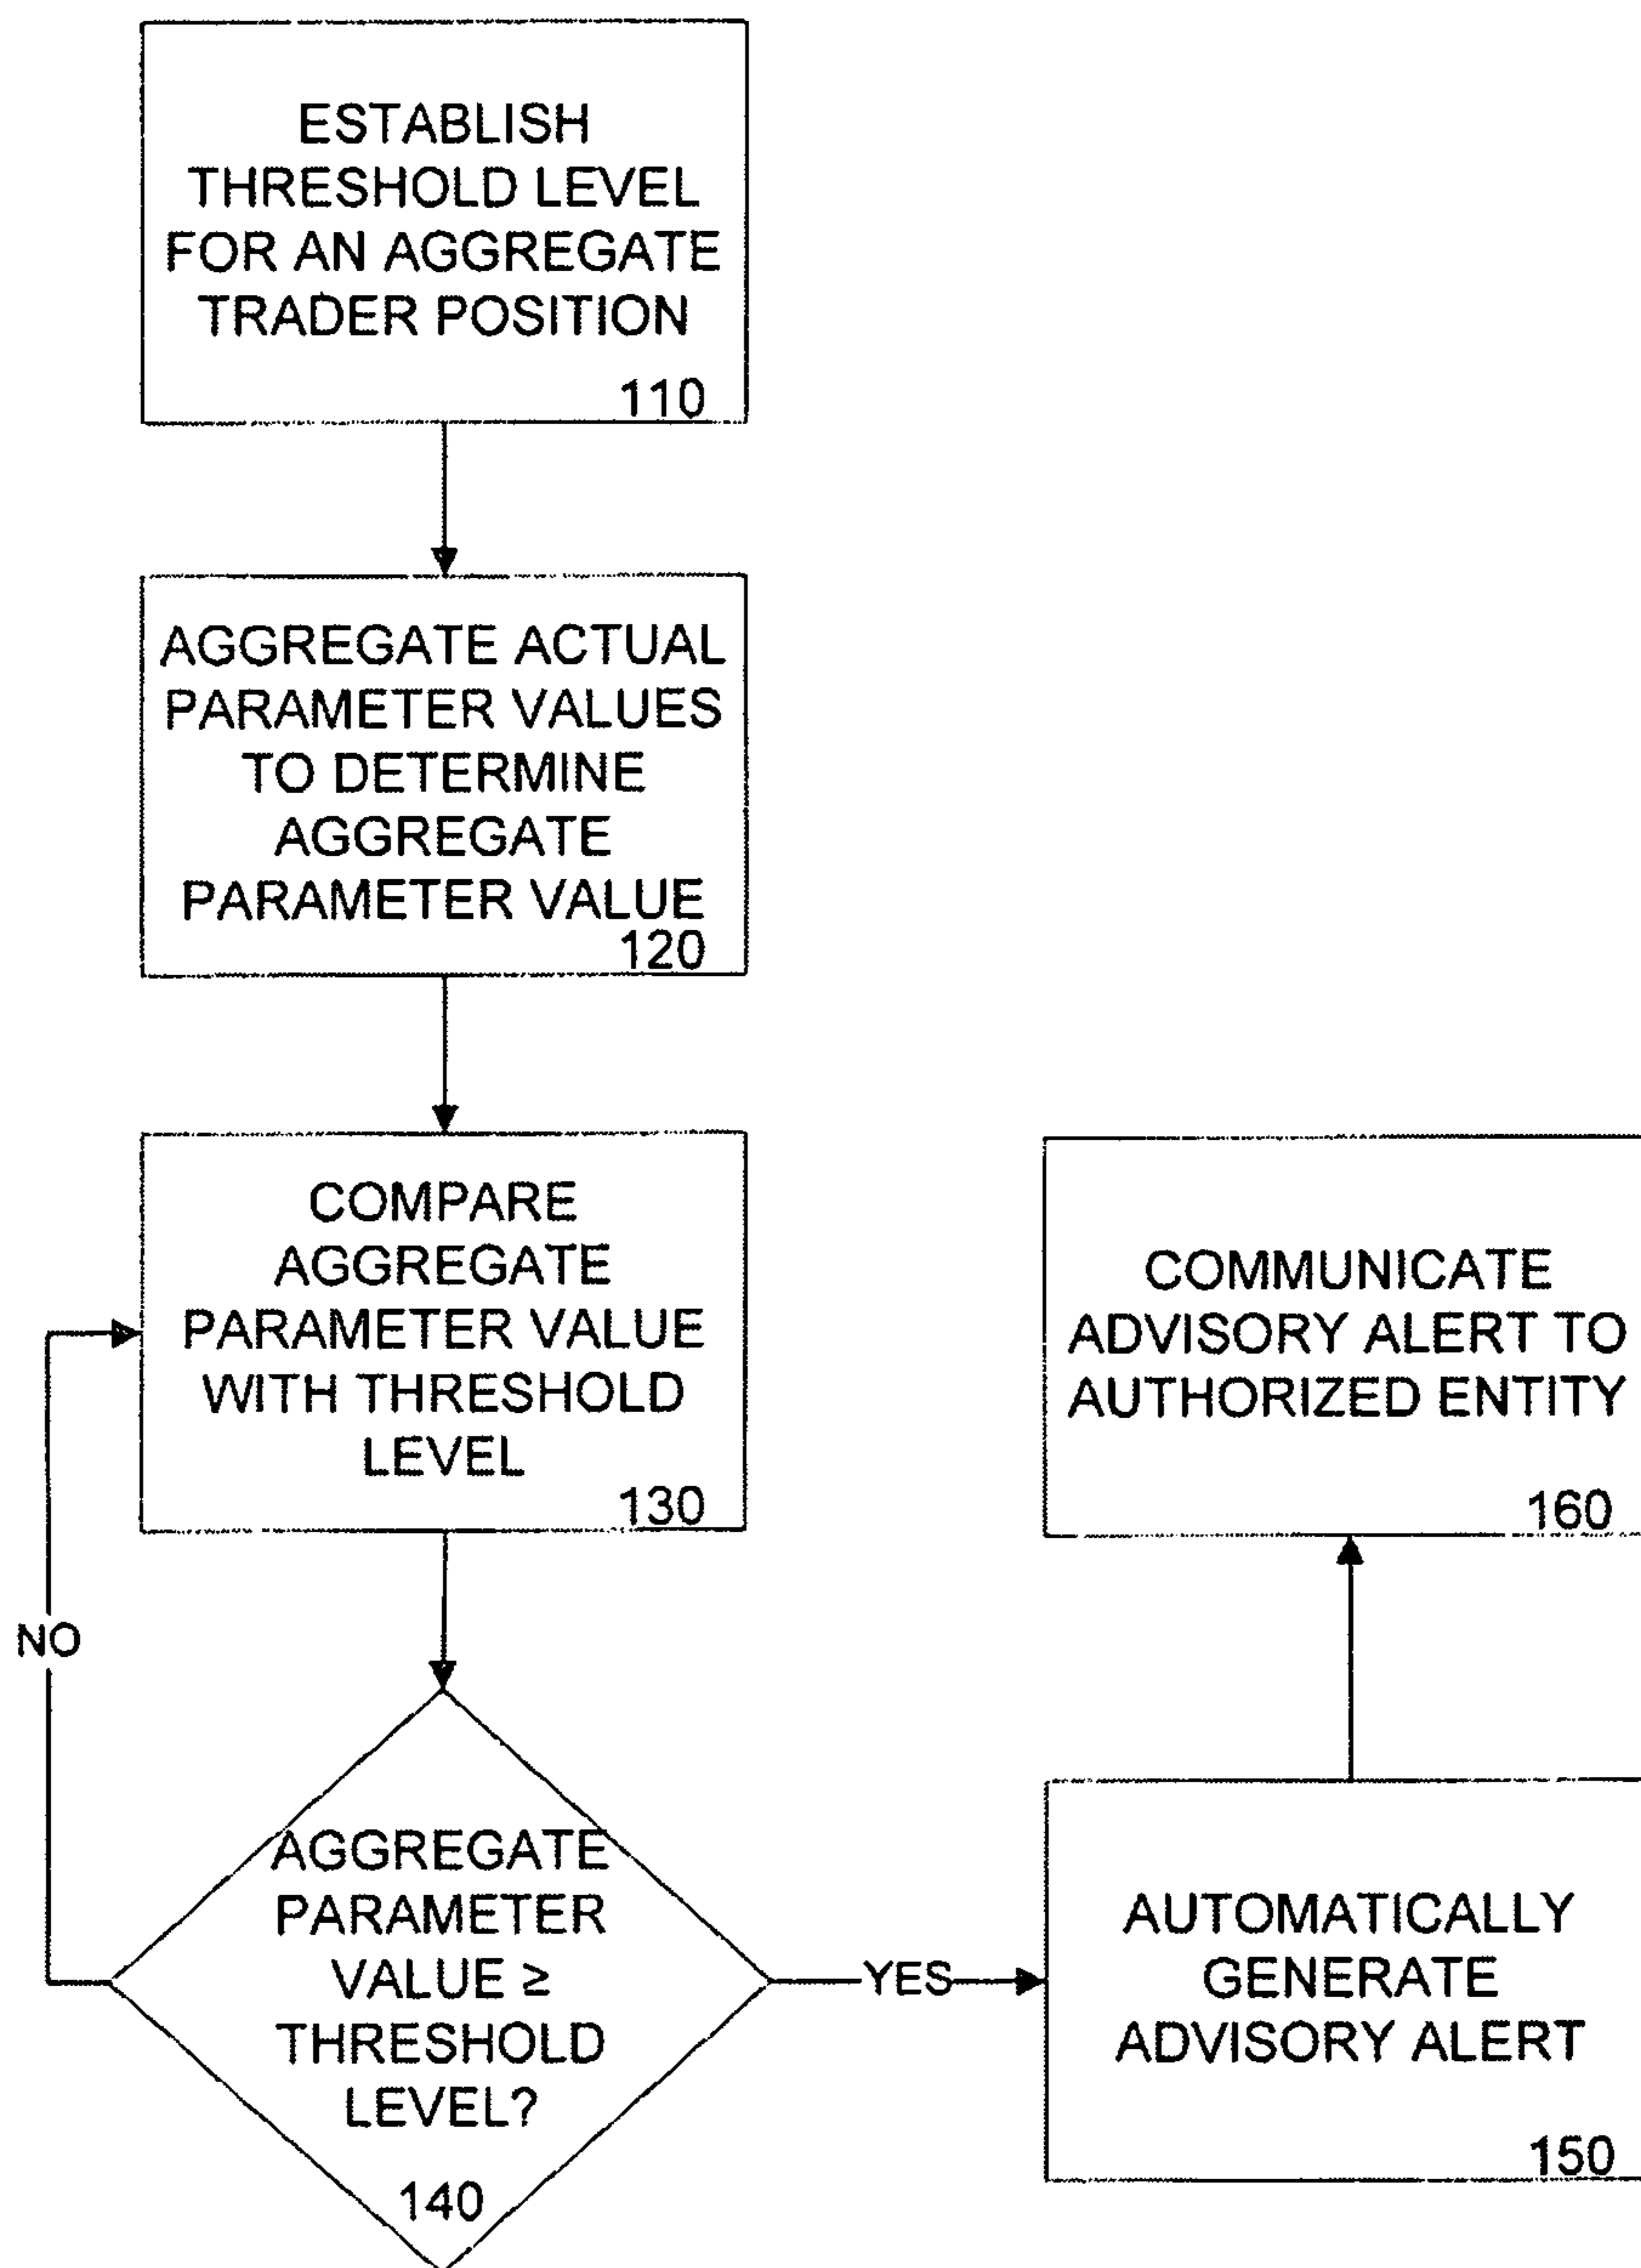 ESTABLISH
THRESHOLD LEVEL
FOR AN AGGREGATE
TRADER POSITION
110
AGGREGATE ACTUAL
PARAMETER VALUES
TO DETERMINE
AGGREGATE
PARAMETER VALUE
120
COMPARE
AGGREGATE
PARAMETER VALUE
WITH THRESHOLD
LEVEL
130
NO
AGGREGATE
PARAMETER
VALUE ≥
THRESHOLD
LEVEL?
140
YES
AUTOMATICALLY
GENERATE
ADVISORY ALERT
150
COMMUNICATE
ADVISORY ALERT TO
AUTHORIZED ENTITY
160